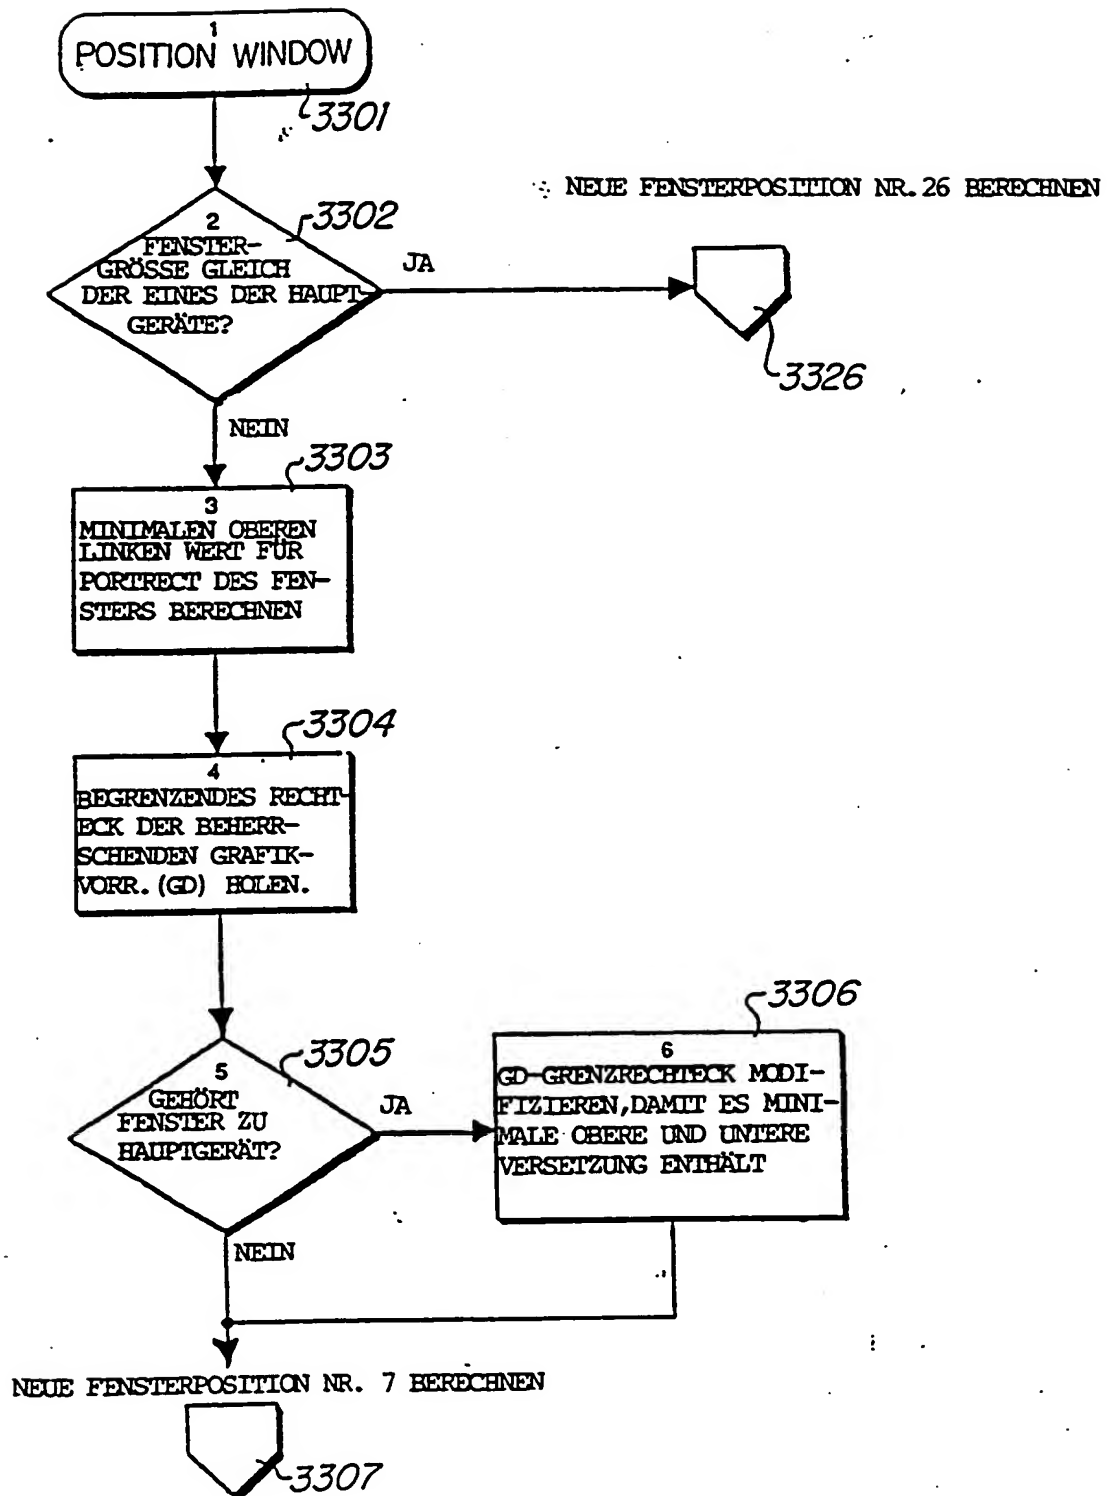 1
POSITION WINDOW
3301
NEUE FENSTERPOSITION NR.26 BERECHNEN
2
3302
FENSTER-
GRÖSSE GLEICH
DER EINES DER HAUPT-
GERÄTE?
JA
3326
NEIN
3303
3
MINIMALEN OBEREN
LINKEN WERT FÜR
PORTRECT DES FEN-
STERS BERECHNEN
3304
4
BEGRENZENDES RECHT-
ECK DER BEHERR-
SCHENDEN GRAFIK-
VORR.(GD) HOLEN.
3305
5
GEHÖRT
FENSTER ZU
HAUPTGERÄT?
JA
3306
6
GD-GRENZRECHTECK MODI-
FIZIEREN,DAMIT ES MINI-
MALE OBERE UND UNTERE
VERSETZUNG ENTHÄLT
NEIN
NEUE FENSTERPOSITION NR. 7 BERECHNEN
3307